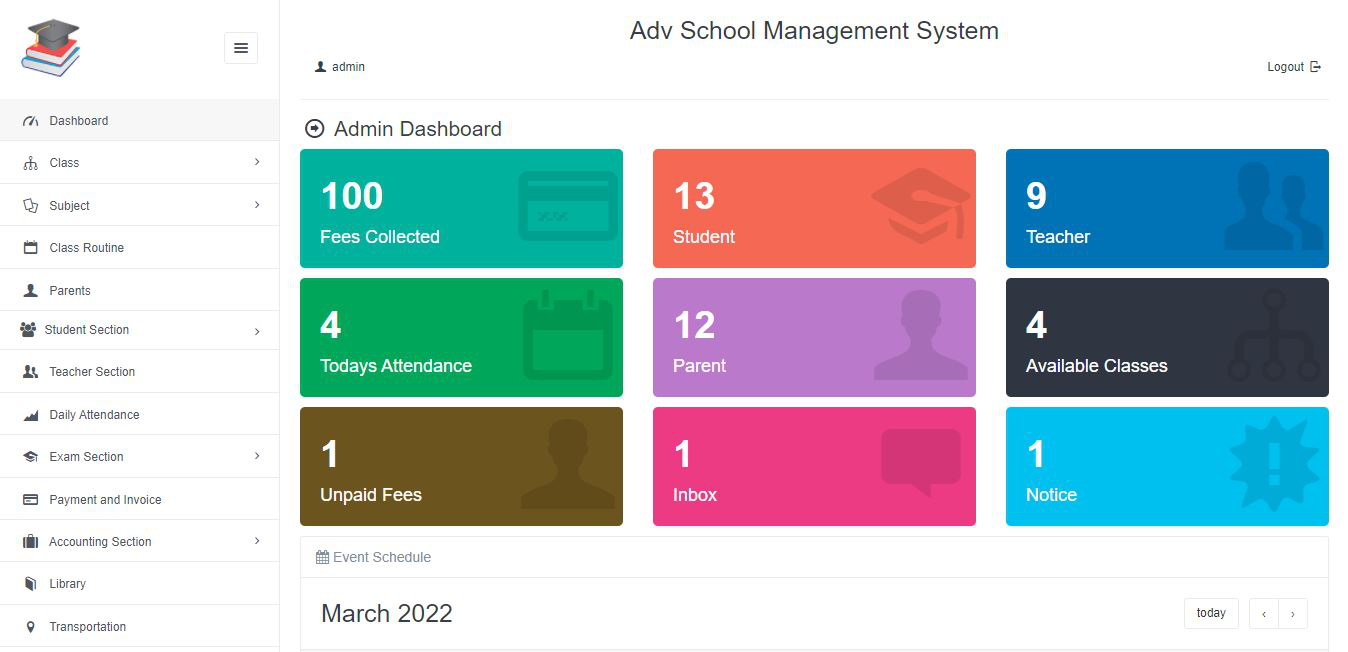 Adv School Management System
admin
Logout
Dashboard
Class
Subject
Class Routine
Parents
Student Section
Teacher Section
Daily Attendance
Exam Section
Payment and Invoice
Accounting Section
Library
Transportation
Admin Dashboard
100
Fees Collected
13
Student
9
Teacher
4
Todays Attendance
12
Parent
4
Available Classes
1
Unpaid Fees
1
Inbox
1
Notice
Event Schedule
March 2022
today
‹ ›